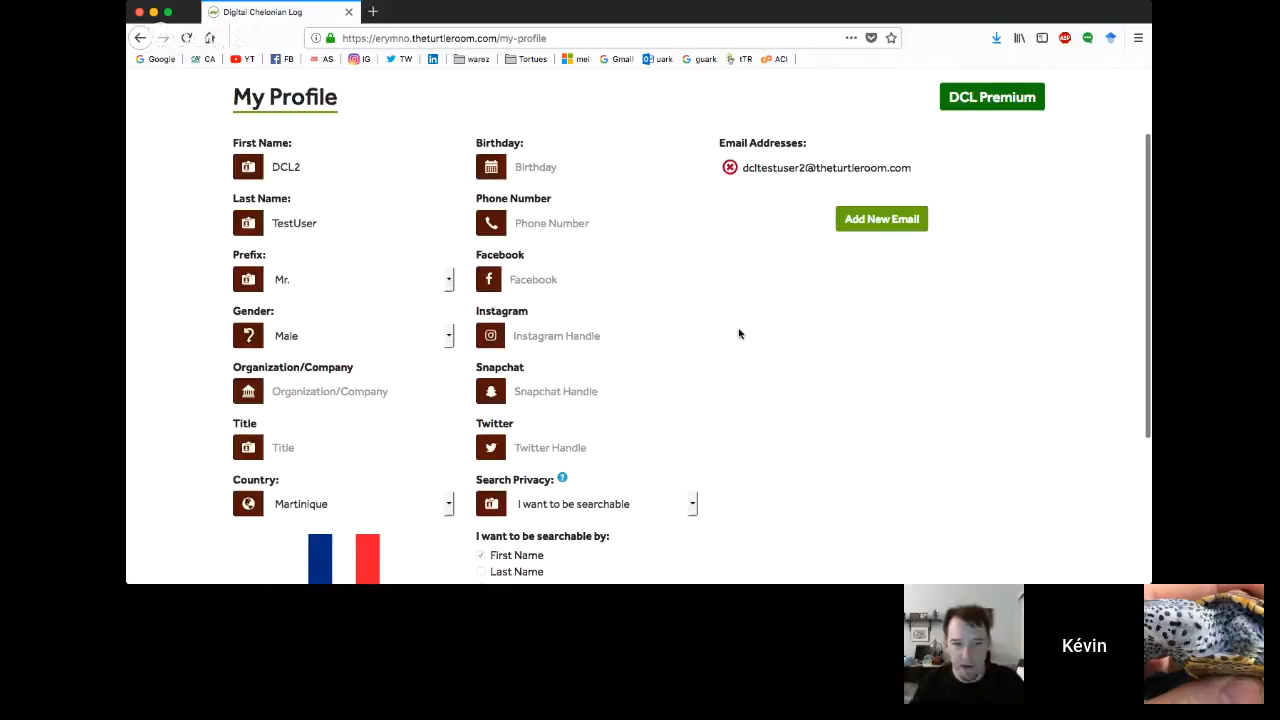 Digital Chelonian Log
https://erymno.theturtleroom.com/my-profile
Google CA YT FB AS IG TW warez Tortues mel Gmail uark guark tTR ACI
My Profile
DCL Premium
First Name:
DCL2
Last Name:
TestUser
Prefix:
Mr.
Gender:
Male
Organization/Company
Organization/Company
Title
Title
Country:
Martinique
Birthday:
Birthday
Phone Number
Phone Number
Facebook
Facebook
Instagram
Instagram Handle
Snapchat
Snapchat Handle
Twitter
Twitter Handle
Search Privacy:
I want to be searchable
I want to be searchable by:
First Name
Last Name
Email Addresses:
dcltestuser2@theturtleroom.com
Add New Email
Kévin